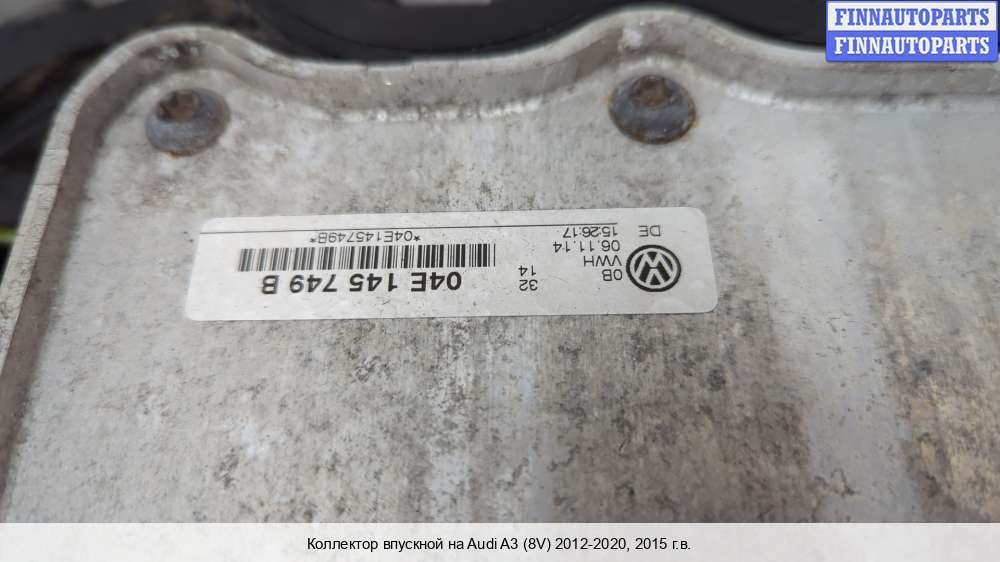 FINNAUTOPARTS
FINNAUTOPARTS
0B
VWH
06.11.14
15:26:17
DE
32
14
04E 145 749 B
*04E145749B*
Коллектор впускной на Audi A3 (8V) 2012-2020, 2015 г.в.